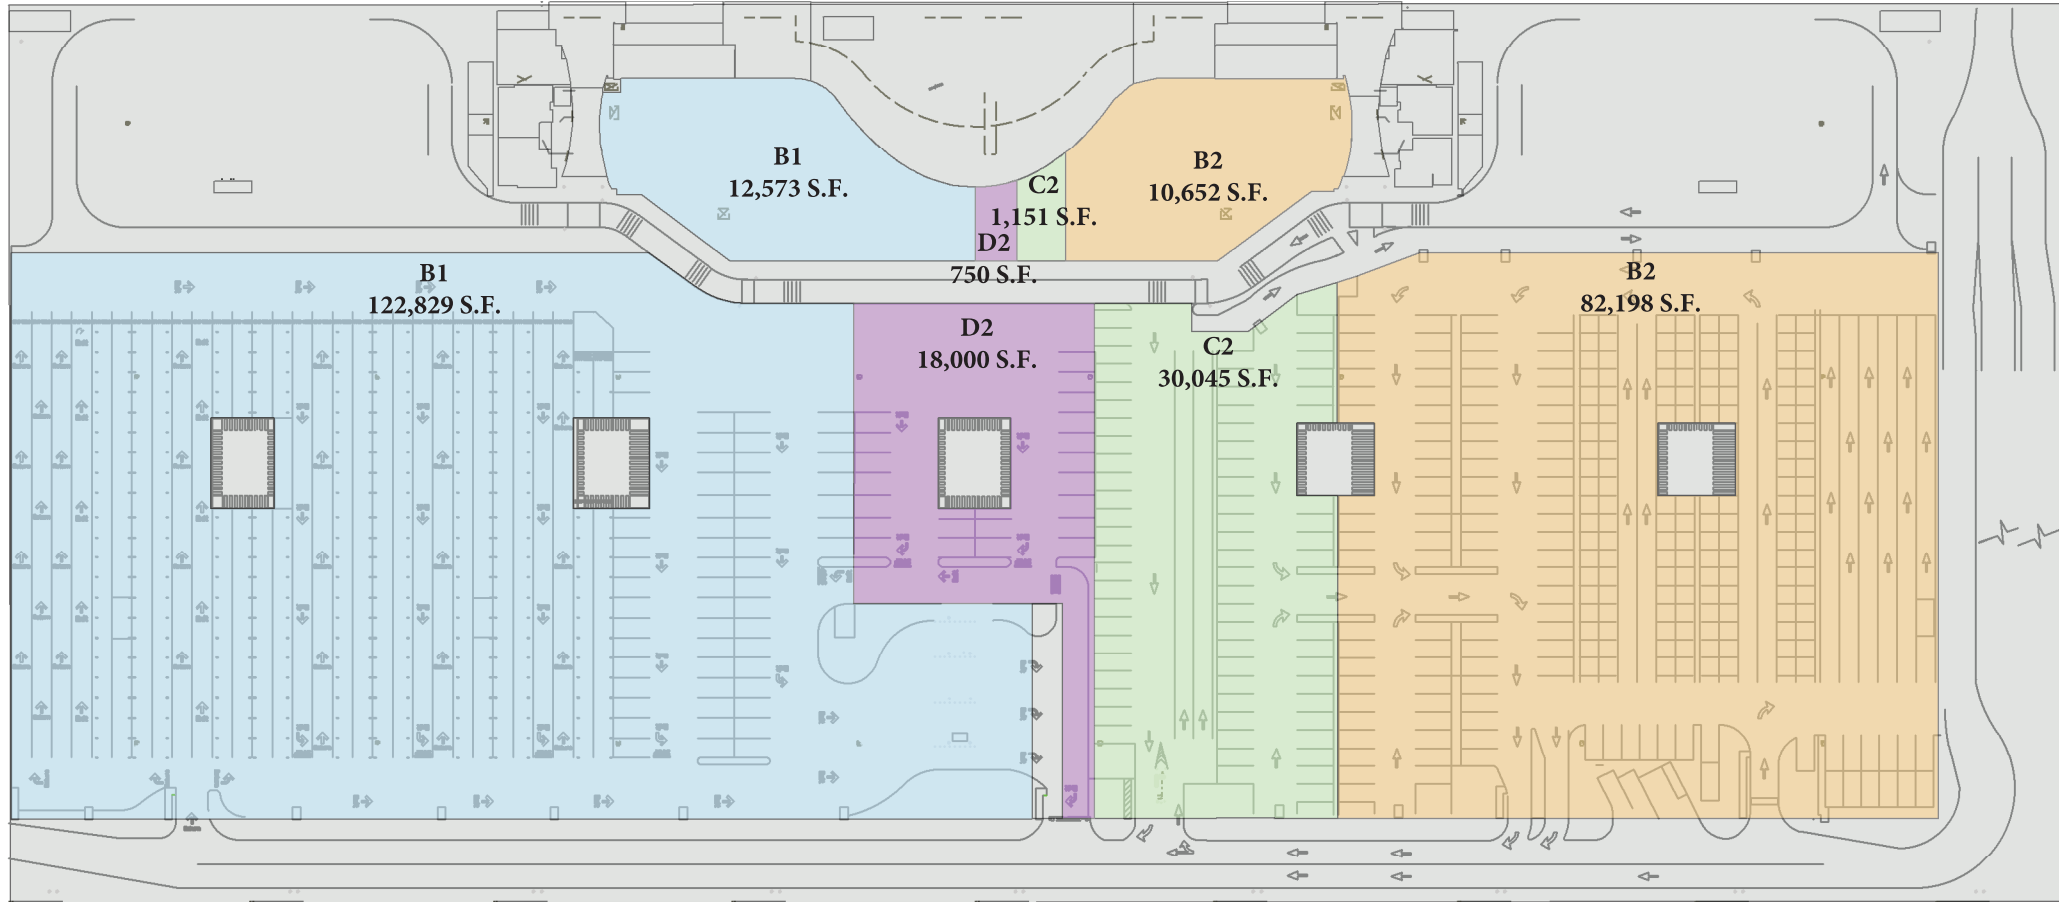 B1
12,573 S.F.
B2
10,652 S.F.
C2
1,151 S.F.
D2
750 S.F.
B1
122,829 S.F.
B2
82,198 S.F.
D2
18,000 S.F.
C2
30,045 S.F.